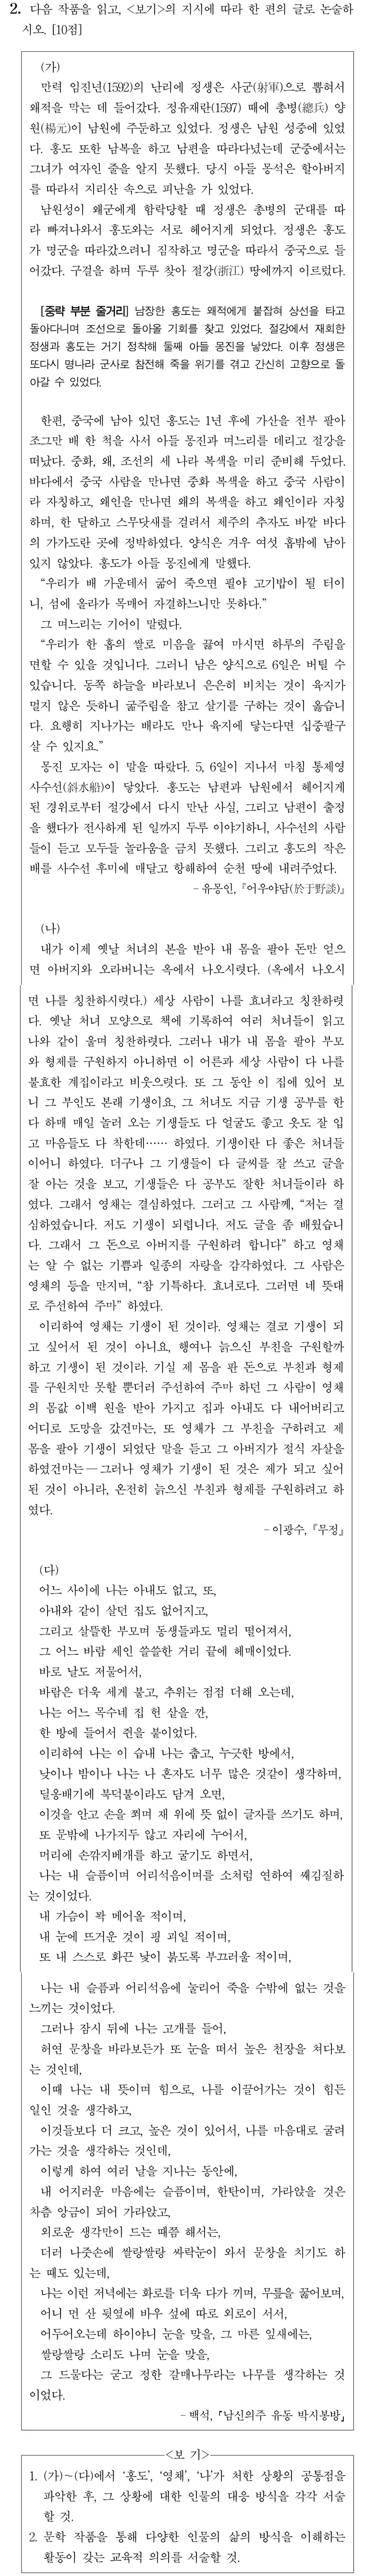 2. 다음 작품을 읽고, <보기>의 지시에 따라 한 편의 글로 논술하
시오. [10점]
(가)
만력 임진년(1592)의 난리에 정생은 사군(射軍)으로 뽑혀서
왜적을 막는 데 들어갔다. 정유재란(1597) 때에 총병(總兵) 양
원(楊元)이 남원에 주둔하고 있었다. 정생은 남원 성중에 있었
다. 홍도 또한 남복을 하고 남편을 따라다녔는데 군중에서는
그녀가 여자인 줄을 알지 못했다. 당시 아들 몽석은 할아버지
를 따라서 지리산 속으로 피난을 가 있었다.
남원성이 왜군에게 함락당할 때 정생은 총병의 군대를 따
라 빠져나와서 홍도와는 서로 헤어지게 되었다. 정생은 홍도
가 명군을 따라갔으려니 짐작하고 명군을 따라서 중국으로 들
어갔다. 구걸을 하며 두루 찾아 절강(浙江) 땅에까지 이르렀다.
[중략 부분 줄거리] 남장한 홍도는 왜적에게 붙잡혀 상선을 타고
돌아다니며 조선으로 돌아올 기회를 찾고 있었다. 절강에서 재회한
정생과 홍도는 거기 정착해 둘째 아들 몽진을 낳았다. 이후 정생은
또다시 명나라 군사로 참전해 죽을 위기를 겪고 간신히 고향으로 돌
아갈 수 있었다.
한편, 중국에 남아 있던 홍도는 1년 후에 가산을 전부 팔아
조그만 배 한 척을 사서 아들 몽진과 며느리를 데리고 절강을
떠났다. 중화, 왜, 조선의 세 나라 복색을 미리 준비해 두었다.
바다에서 중국 사람을 만나면 중화 복색을 하고 중국 사람이
라 자칭하고, 왜인을 만나면 왜의 복색을 하고 왜인이라 자칭
하며, 한 달하고 스무닷새를 걸려서 제주의 추자도 바깥 바다
의 가가도란 곳에 정박하였다. 양식은 겨우 여섯 홉밖에 남아
있지 않았다. 홍도가 아들 몽진에게 말했다.
“우리가 배 가운데서 굶어 죽으면 필야 고기밥이 될 터이
니, 섬에 올라가 목매어 자결하느니만 못하다.”
그 며느리는 기어이 말렸다.
“우리가 한 홉의 쌀로 미음을 끓여 마시면 하루의 주림을
면할 수 있을 것입니다. 그러니 남은 양식으로 6일은 버틸 수
있습니다. 동쪽 하늘을 바라보니 은은히 비치는 것이 육지가
멀지 않은 듯하니 굶주림을 참고 살기를 구하는 것이 옳습니
다. 요행히 지나가는 배라도 만나 육지에 닿는다면 십중팔구
살 수 있지요.”
몽진 모자는 이 말을 따랐다. 5, 6일이 지나서 마침 통제영
사수선(斜水船)이 닿았다. 홍도는 남편과 남원에서 헤어지게
된 경위로부터 절강에서 다시 만난 사실, 그리고 남편이 출정
을 했다가 전사하게 된 일까지 두루 이야기하니, 사수선의 사람
들이 듣고 모두들 놀라움을 금치 못했다. 그리고 홍도의 작은
배를 사수선 후미에 매달고 항해하여 순천 땅에 내려주었다.
- 유몽인, 『어우야담(於于野談)』
(나)
내가 이제 옛날 처녀의 본을 받아 내 몸을 팔아 돈만 얻으
면 아버지와 오라버니는 옥에서 나오시렷다. (옥에서 나오시
면 나를 칭찬하시렷다.) 세상 사람이 나를 효녀라고 칭찬하렷
다. 옛날 처녀 모양으로 책에 기록하여 여러 처녀들이 읽고
나와 같이 울며 칭찬하렷다. 그러나 내가 내 몸을 팔아 부모
와 형제를 구원하지 아니하면 이 어른과 세상 사람이 다 나를
불효한 계집이라고 비웃으렷다. 또 그 동안 이 집에 있어 보
니 그 부인도 본래 기생이요, 그 처녀도 지금 기생 공부를 한
다 하매 매일 놀러 오는 기생들도 다 얼굴도 좋고 옷도 잘 입
고 마음들도 다 착한데…… 하였다. 기생이란 다 좋은 처녀들
이어니 하였다. 더구나 그 기생들이 다 글씨를 잘 쓰고 글을
잘 아는 것을 보고, 기생들은 다 공부도 잘한 처녀들이라 하
였다. 그래서 영채는 결심하였다. 그러고 그 사람께, “저는 결
심하였습니다. 저도 기생이 되렵니다. 저도 글을 좀 배웠습니
다. 그래서 그 돈으로 아버지를 구원하려 합니다” 하고 영채
는 알 수 없는 기쁨과 일종의 자랑을 감각하였다. 그 사람은
영채의 등을 만지며, “참 기특하다. 효녀로다. 그러면 네 뜻대
로 주선하여 주마” 하였다.
이리하여 영채는 기생이 된 것이라. 영채는 결코 기생이 되
고 싶어서 된 것이 아니요, 행여나 늙으신 부친을 구원할까
하고 기생이 된 것이라. 기실 제 몸을 판 돈으로 부친과 형제
를 구원치만 못할 뿐더러 주선하여 주마 하던 그 사람이 영채
의 몸값 이백 원을 받아 가지고 집과 아내도 다 내어버리고
어디로 도망을 갔건마는, 또 영채가 그 부친을 구하려고 제
몸을 팔아 기생이 되었단 말을 듣고 그 아버지가 절식 자살을
하였건마는 — 그러나 영채가 기생이 된 것은 제가 되고 싶어
된 것이 아니라, 온전히 늙으신 부친과 형제를 구원하려고 하
였다.
- 이광수, 『무정』
(다)
어느 사이에 나는 아내도 없고, 또,
아내와 같이 살던 집도 없어지고,
그리고 살뜰한 부모며 동생들과도 멀리 떨어져서,
그 어느 바람 세인 쓸쓸한 거리 끝에 헤매이었다.
바로 날도 저물어서,
바람은 더욱 세게 불고, 추위는 점점 더해 오는데,
나는 어느 목수네 집 헌 삿을 깐,
한 방에 들어서 쥔을 붙이었다.
이리하여 나는 이 습내 나는 춥고, 누긋한 방에서,
낮이나 밤이나 나는 나 혼자도 너무 많은 것같이 생각하며,
딜옹배기에 북덕불이라도 담겨 오면,
이것을 안고 손을 쬐며 재 위에 뜻 없이 글자를 쓰기도 하며,
또 문밖에 나가지두 않고 자리에 누어서,
머리에 손깍지베개를 하고 굴기도 하면서,
나는 내 슬픔이며 어리석음이며를 소처럼 연하여 쌔김질하
는 것이었다.
내 가슴이 꽉 메어올 적이며,
내 눈에 뜨거운 것이 핑 괴일 적이며,
또 내 스스로 화끈 낯이 붉도록 부끄러울 적이며,
나는 내 슬픔과 어리석음에 눌리어 죽을 수밖에 없는 것을
느끼는 것이었다.
그러나 잠시 뒤에 나는 고개를 들어,
허연 문창을 바라보든가 또 눈을 떠서 높은 천장을 쳐다보
는 것인데,
이때 나는 내 뜻이며 힘으로, 나를 이끌어가는 것이 힘든
일인 것을 생각하고,
이것들보다 더 크고, 높은 것이 있어서, 나를 마음대로 굴려
가는 것을 생각하는 것인데,
이렇게 하여 여러 날을 지나는 동안에,
내 어지러운 마음에는 슬픔이며, 한탄이며, 가라앉을 것은
차츰 앙금이 되어 가라앉고,
외로운 생각만이 드는 때쯤 해서는,
더러 나줏손에 쌀랑쌀랑 싸락눈이 와서 문창을 치기도 하
는 때도 있는데,
나는 이런 저녁에는 화로를 더욱 다가 끼며, 무릎을 꿇어보며,
어니 먼 산 뒷옆에 바우 섶에 따로 외로이 서서,
어두어오는데 하이야니 눈을 맞을, 그 마른 잎새에는,
쌀랑쌀랑 소리도 나며 눈을 맞을,
그 드물다는 굳고 정한 갈매나무라는 나무를 생각하는 것
이었다.
- 백석, 「남신의주 유동 박시봉방」
<보 기>
1. (가)～(다)에서 ‘홍도’, ‘영채’, ‘나’가 처한 상황의 공통점을
파악한 후, 그 상황에 대한 인물의 대응 방식을 각각 서술
할 것.
2. 문학 작품을 통해 다양한 인물의 삶의 방식을 이해하는
활동이 갖는 교육적 의의를 서술할 것.